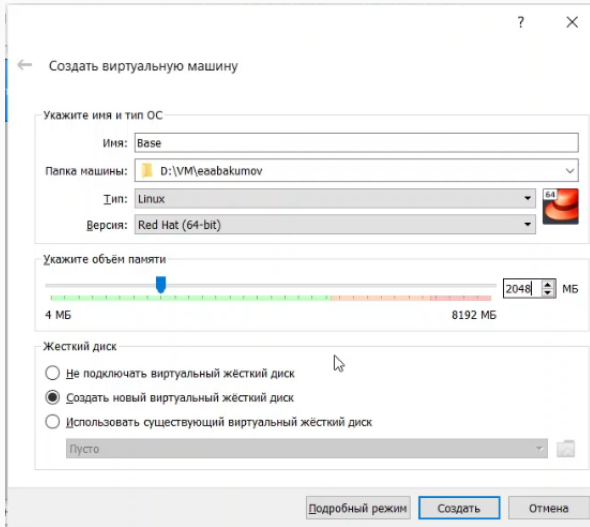 ?
Создать виртуальную машину
Укажите имя и тип ОС
Имя: Base
Папка машины: D:\VM\eaabakumov
Тип: Linux
64
Версия: Red Hat (64-bit)
Укажите объём памяти
2048 МБ
4 МБ 8192 МБ
Жесткий диск
Не подключать виртуальный жёсткий диск
Создать новый виртуальный жёсткий диск
Использовать существующий виртуальный жёсткий диск
Пусто
Подробный режим Создать Отмена